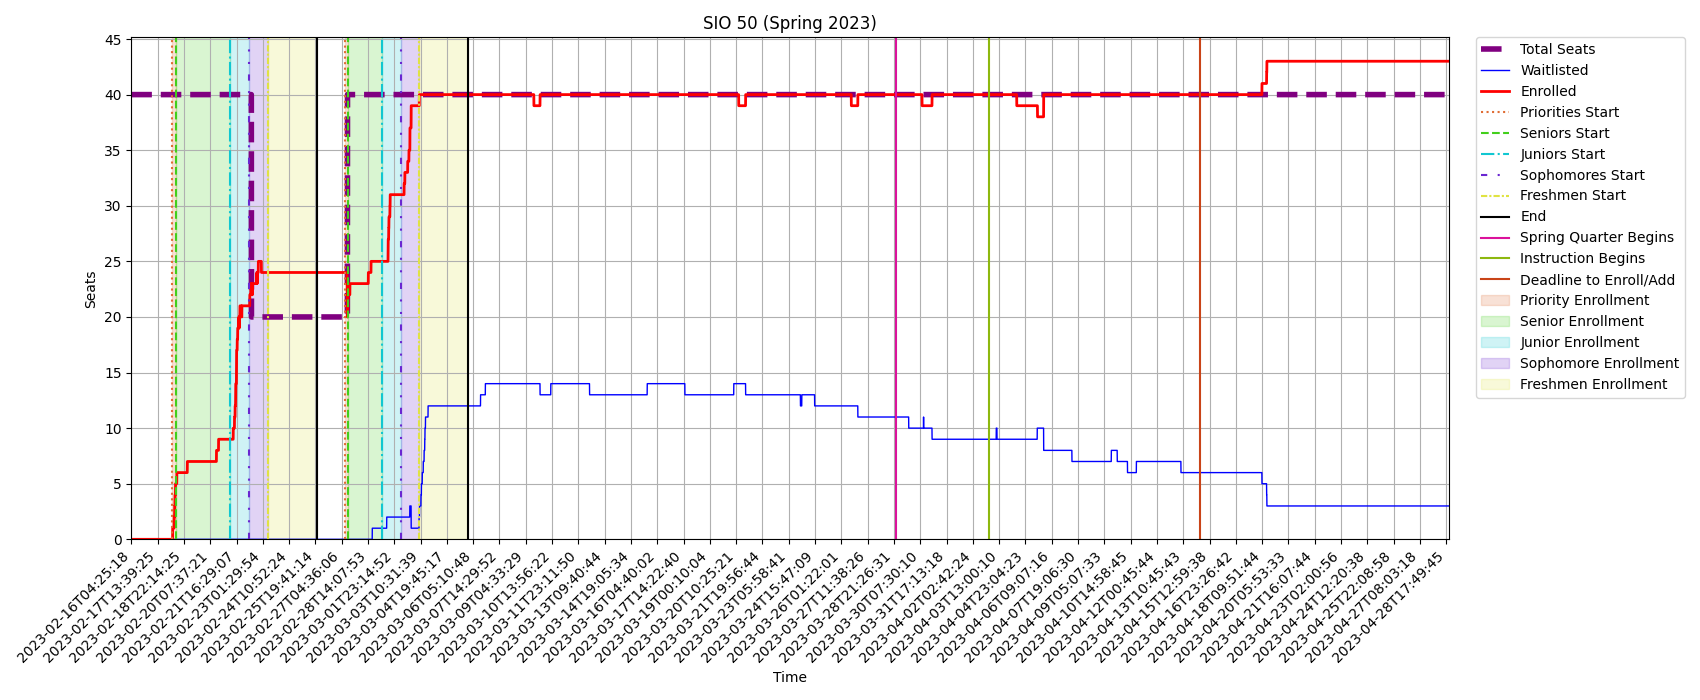 SIO 50 (Spring 2023)
45
40
35
30
25
20
15
10
5
0
Seats
2023-02-16T04:25:18
2023-02-17T13:39:25
2023-02-18T22:14:25
2023-02-20T07:37:21
2023-02-21T16:29:07
2023-02-23T01:29:54
2023-02-24T10:52:24
2023-02-25T19:41:14
2023-02-27T04:36:06
2023-02-28T14:07:53
2023-03-01T23:14:52
2023-03-03T10:31:39
2023-03-04T19:45:17
2023-03-06T05:10:48
2023-03-07T14:29:52
2023-03-09T04:33:29
2023-03-10T13:56:22
2023-03-11T23:11:50
2023-03-13T09:40:44
2023-03-14T19:05:34
2023-03-16T04:40:02
2023-03-17T14:22:40
2023-03-19T00:10:04
2023-03-20T10:25:21
2023-03-21T19:56:44
2023-03-23T05:58:41
2023-03-24T15:47:09
2023-03-26T01:22:01
2023-03-27T11:38:26
2023-03-28T21:26:31
2023-03-30T07:30:10
2023-03-31T17:13:18
2023-04-02T02:42:24
2023-04-03T13:00:10
2023-04-04T23:04:23
2023-04-06T09:07:16
2023-04-07T19:06:30
2023-04-09T05:07:33
2023-04-10T14:58:45
2023-04-12T00:45:44
2023-04-13T10:45:43
2023-04-15T12:59:38
2023-04-16T23:26:42
2023-04-18T09:51:44
2023-04-20T05:53:33
2023-04-21T16:07:44
2023-04-23T02:00:56
2023-04-24T12:20:38
2023-04-25T22:08:58
2023-04-27T08:03:18
2023-04-28T17:49:45
Time
Total Seats
Waitlisted
Enrolled
Priorities Start
Seniors Start
Juniors Start
Sophomores Start
Freshmen Start
End
Spring Quarter Begins
Instruction Begins
Deadline to Enroll/Add
Priority Enrollment
Senior Enrollment
Junior Enrollment
Sophomore Enrollment
Freshmen Enrollment